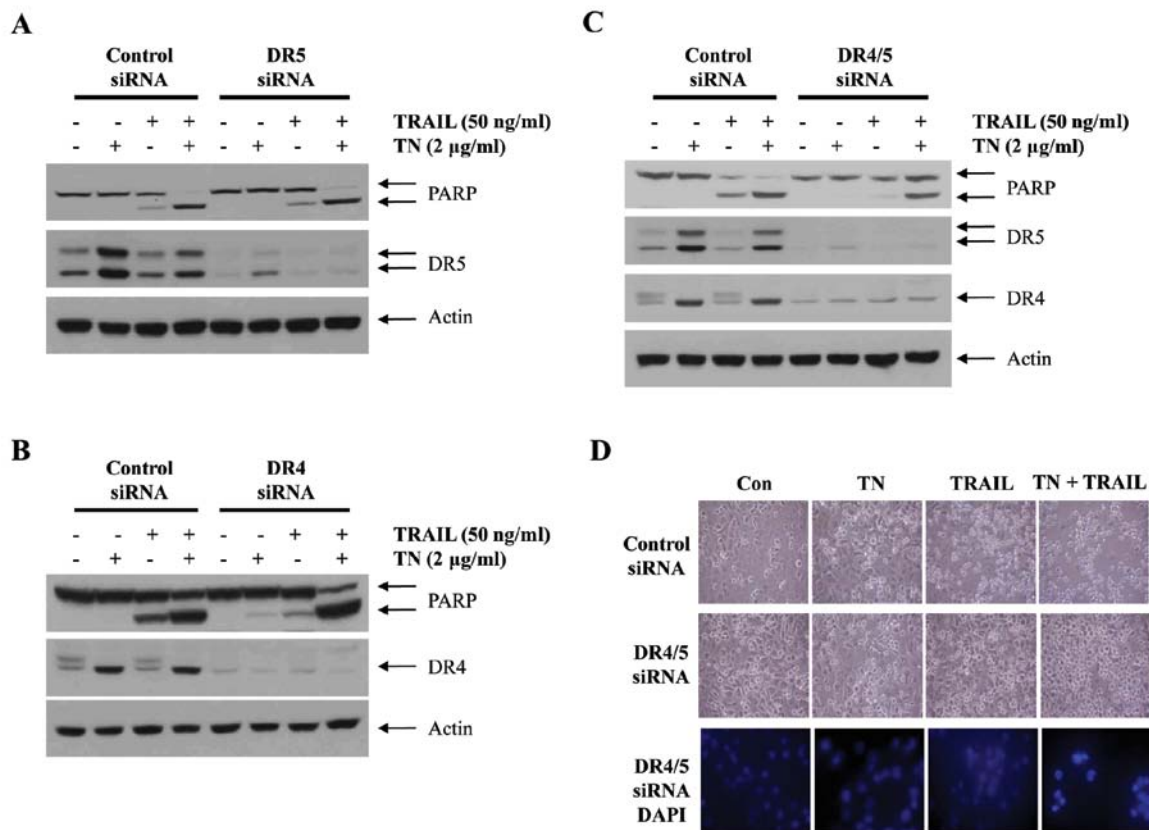 A
Control DR5
siRNA siRNA
- - + + - - + + TRAIL (50 ng/ml)
- + - + - + - + TN (2 µg/ml)
PARP
DR5
Actin
B
Control DR4
siRNA siRNA
- - + + - - + + TRAIL (50 ng/ml)
- + - + - + - + TN (2 µg/ml)
PARP
DR4
Actin
C
Control DR4/5
siRNA siRNA
- - + + - - + + TRAIL (50 ng/ml)
- + - + - + - + TN (2 µg/ml)
PARP
DR5
DR4
Actin
D
Con TN TRAIL TN + TRAIL
Control
siRNA
DR4/5
siRNA
DR4/5
siRNA
DAPI